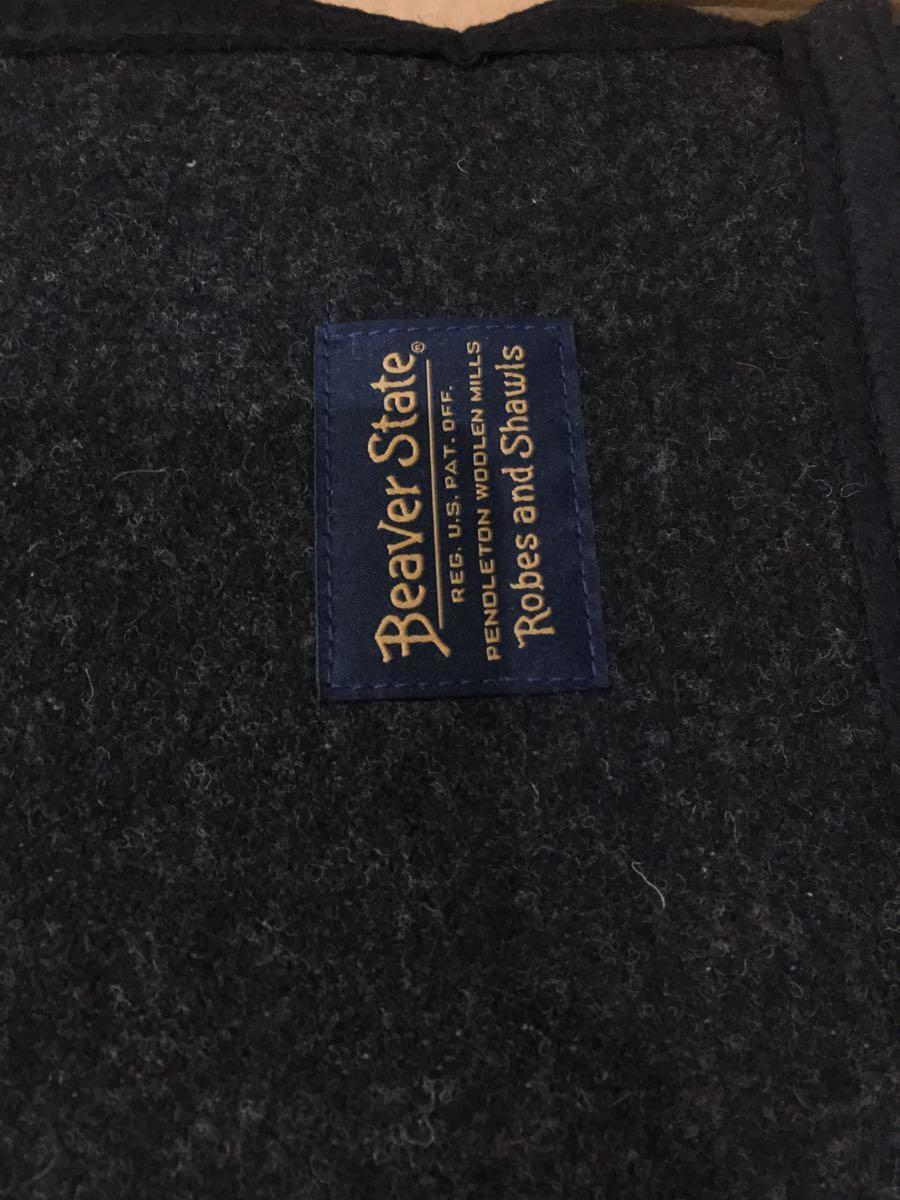 Beaver State®
REG. U.S. PAT. OFF.
PENDLETON WOOLEN MILLS
Robes and Shawls